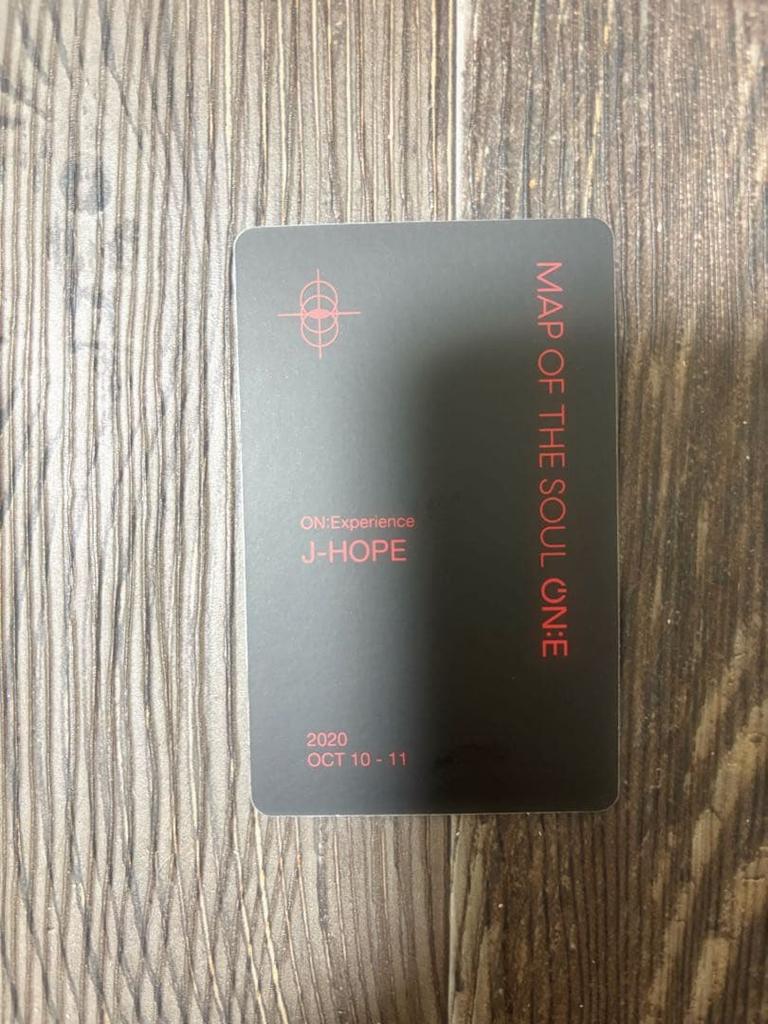 MAP OF THE SOUL ON:E
ON:Experience
J-HOPE
2020
OCT 10 - 11